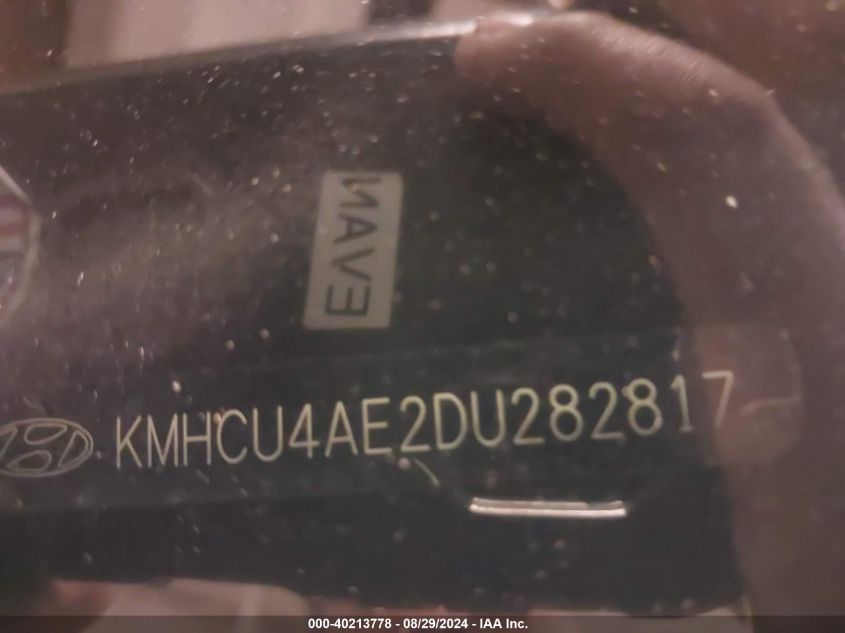 EVAN
KMHCU4AE2DU282817
000-40213778 - 08/29/2024 - IAA Inc.